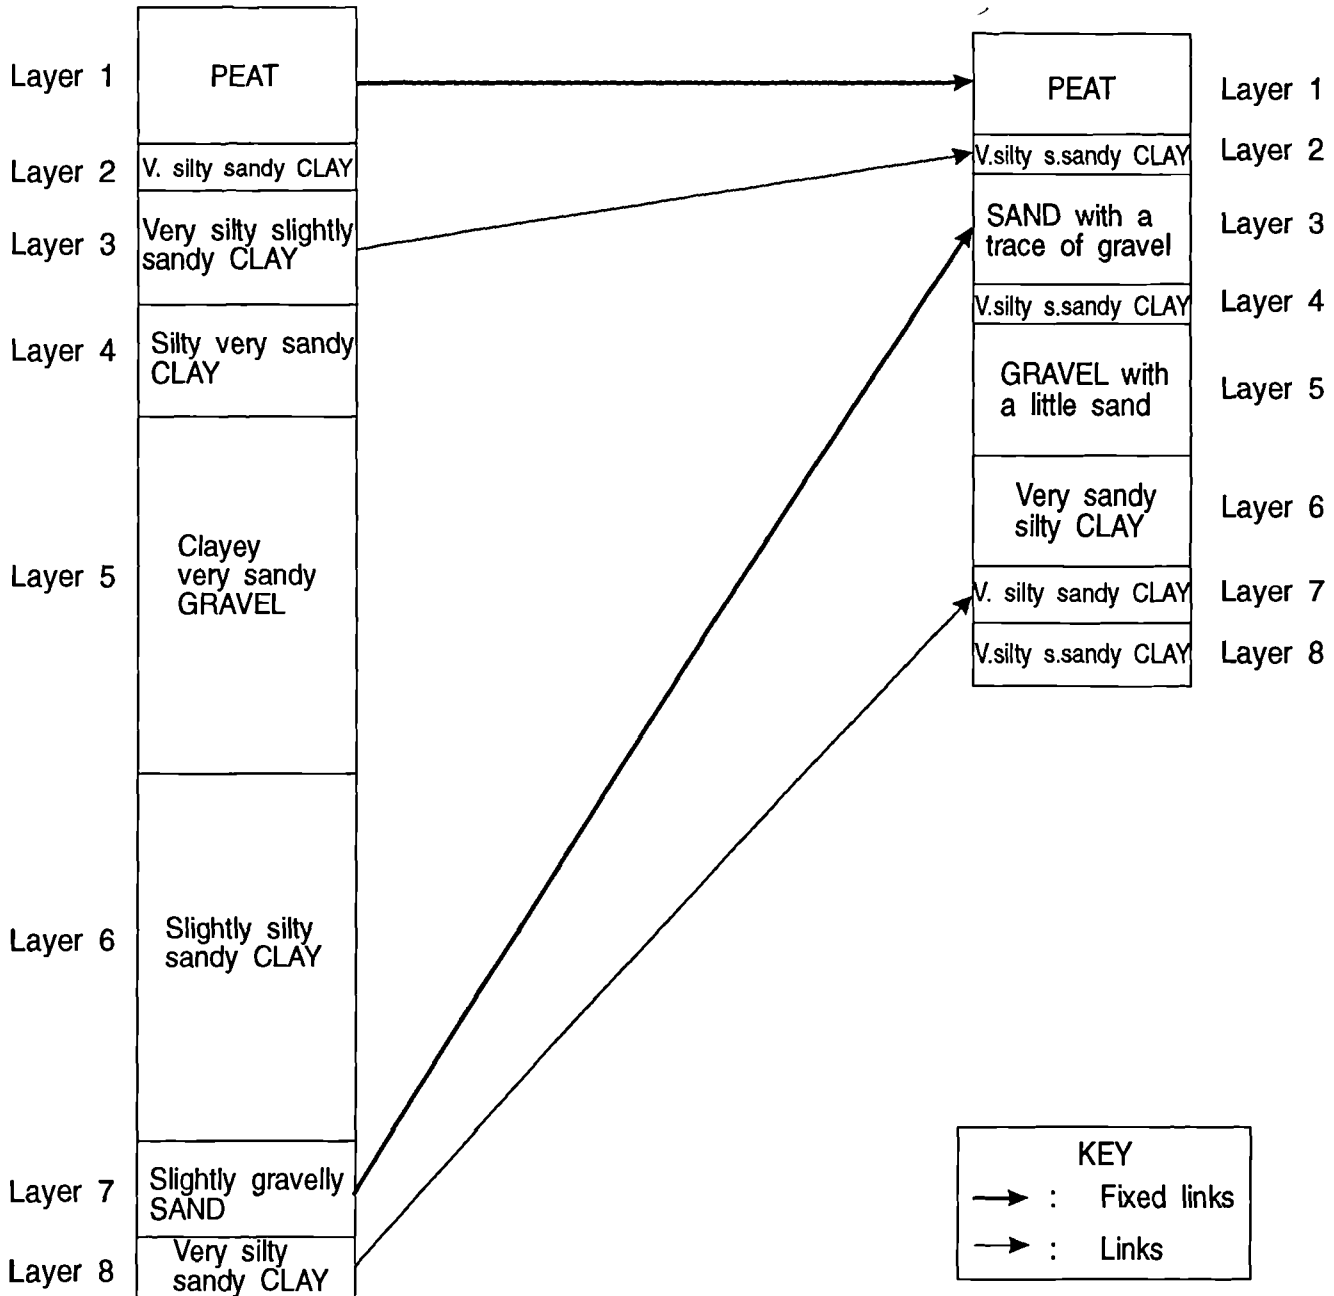 Layer 1
PEAT
Layer 2
V. silty sandy CLAY
Layer 3
Very silty slightly
sandy CLAY
Layer 4
Silty very sandy
CLAY
Layer 5
Clayey
very sandy
GRAVEL
Layer 6
Slightly silty
sandy CLAY
Layer 7
Slightly gravelly
SAND
Layer 8
Very silty
sandy CLAY
PEAT
Layer 1
V.silty s.sandy CLAY
Layer 2
SAND with a
trace of gravel
Layer 3
V.silty s.sandy CLAY
Layer 4
GRAVEL with
a little sand
Layer 5
Very sandy
silty CLAY
Layer 6
V. silty sandy CLAY
Layer 7
V.silty s.sandy CLAY
Layer 8
KEY
: Fixed links
: Links